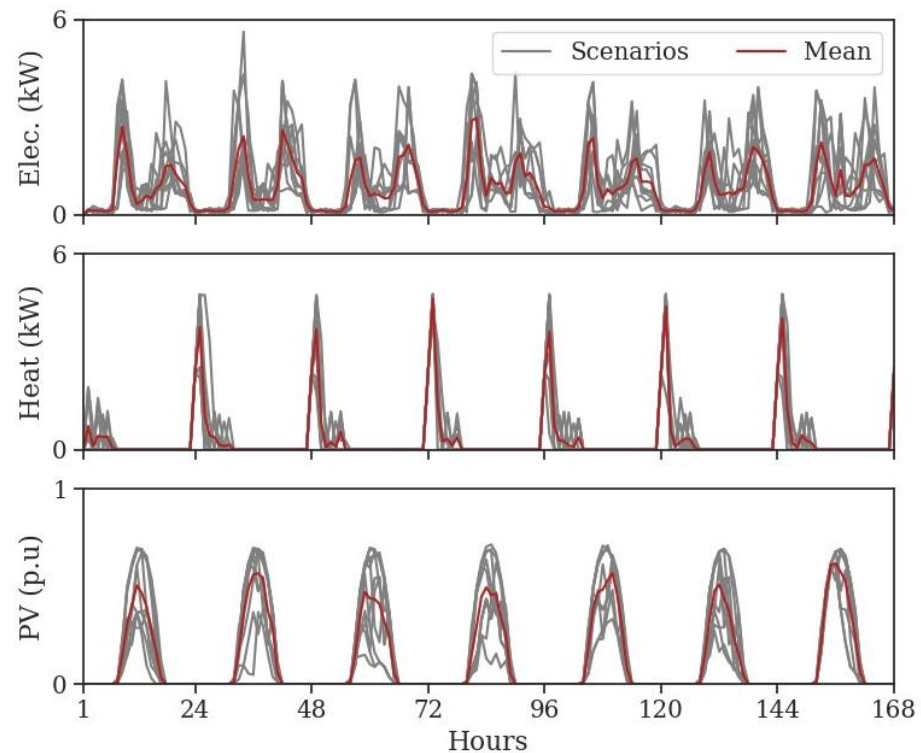 6
Elec. (kW)
Scenarios Mean
0
6
Heat (kW)
0
1
PV (p.u)
0
1 24 48 72 96 120 144 168
Hours